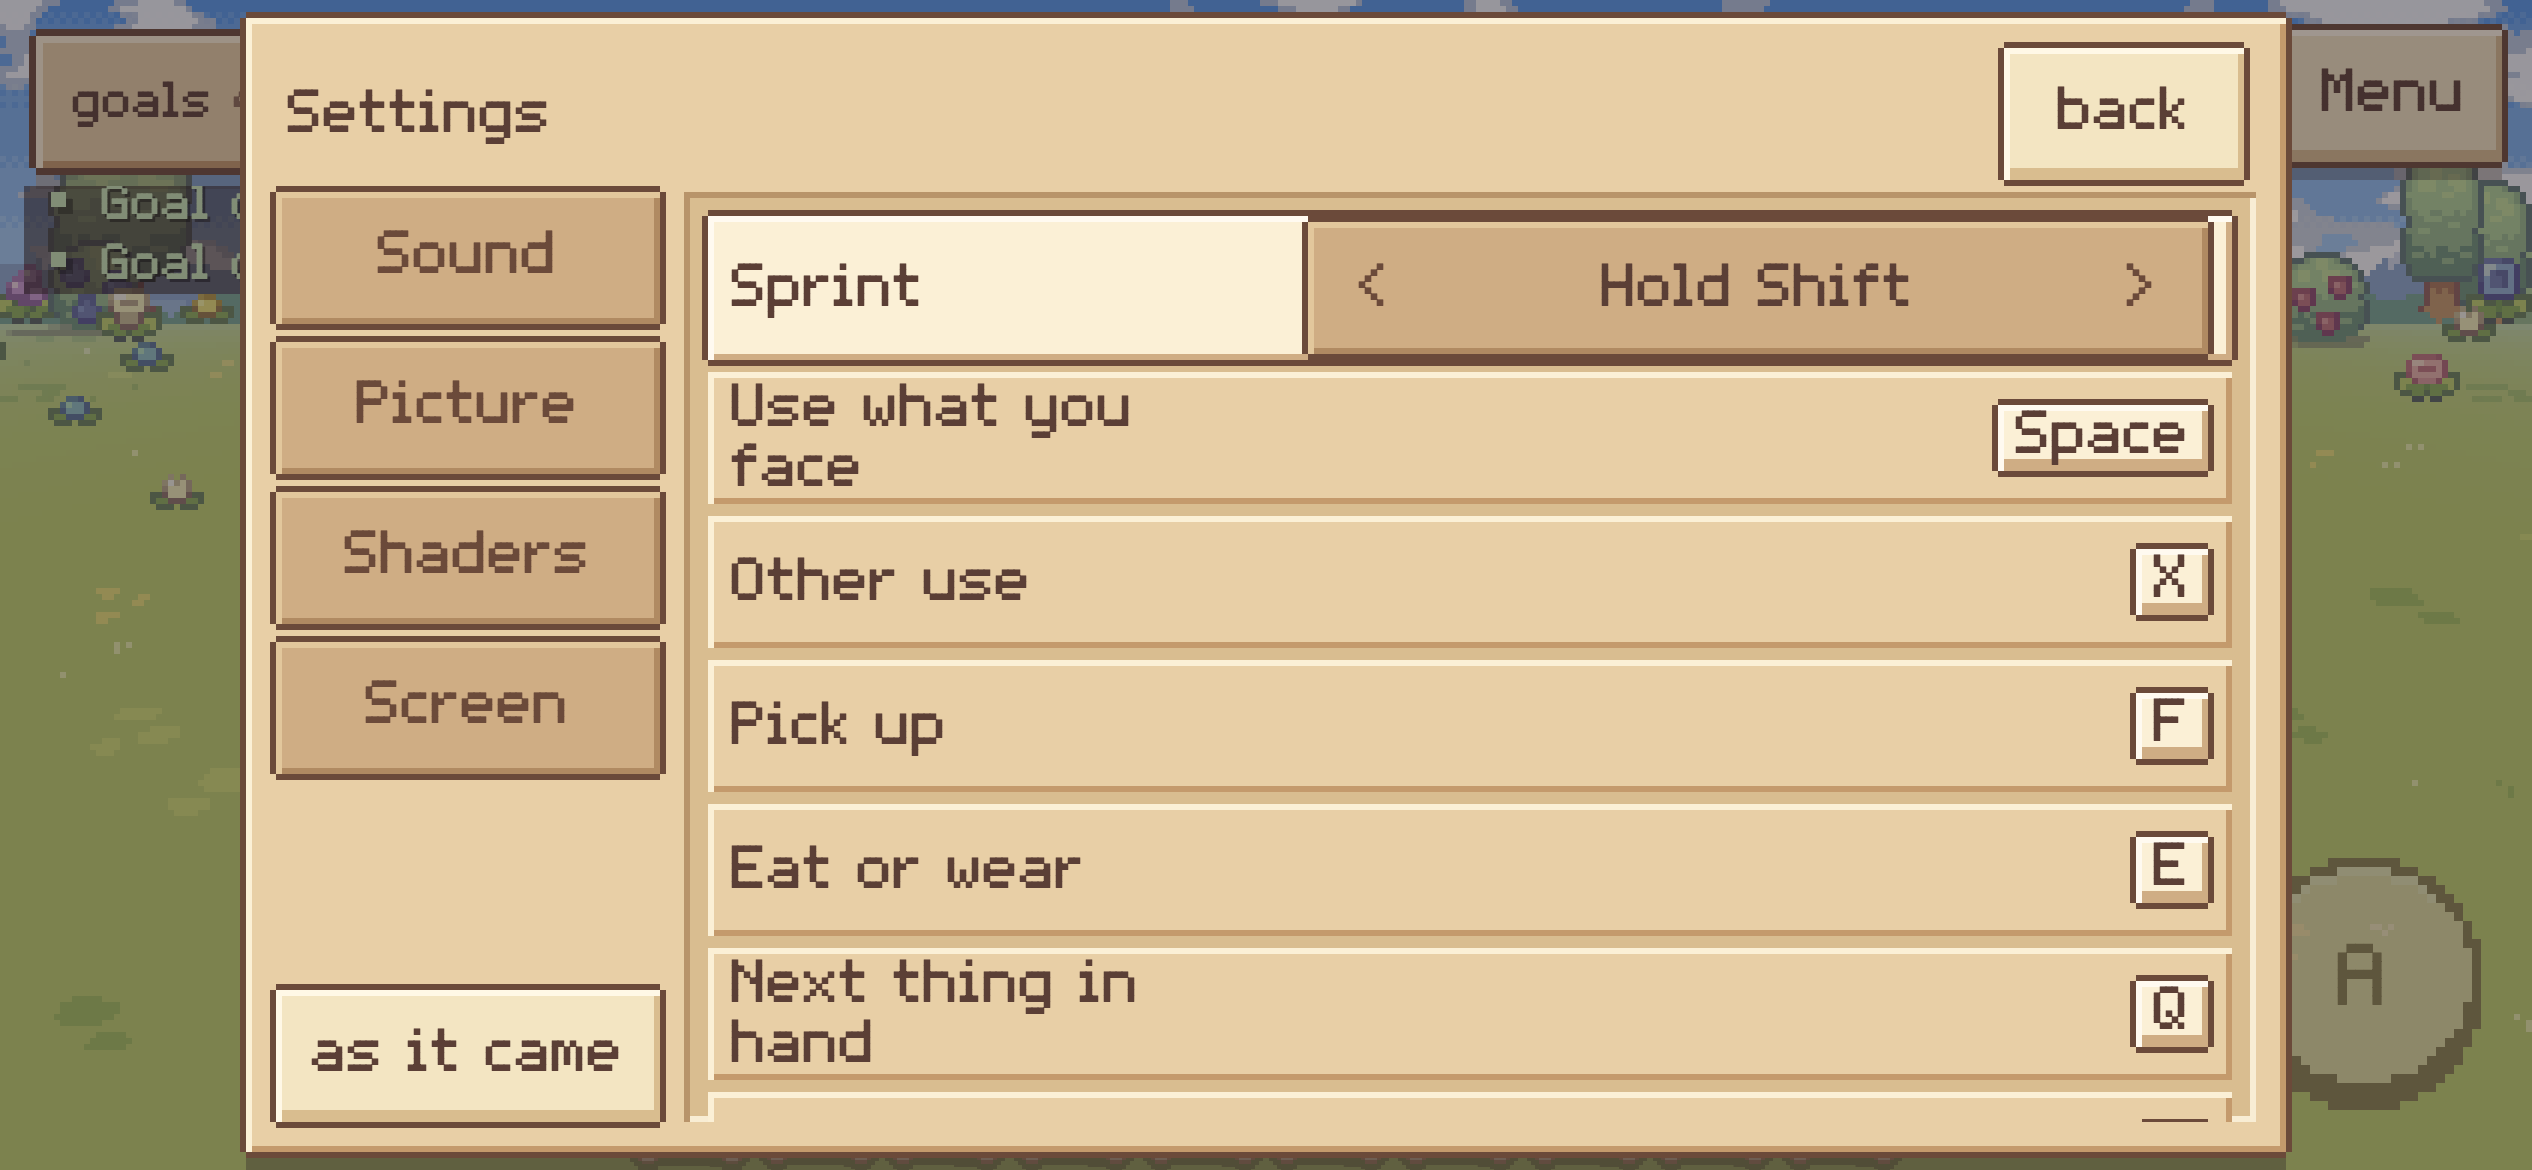 goals
Settings
back
Menu
Goal
Goal
Sound
Picture
Shaders
Screen
as it came
Sprint
< Hold Shift >
Use what you
face
Space
Other use
X
Pick up
F
Eat or wear
E
Next thing in
hand
Q
A